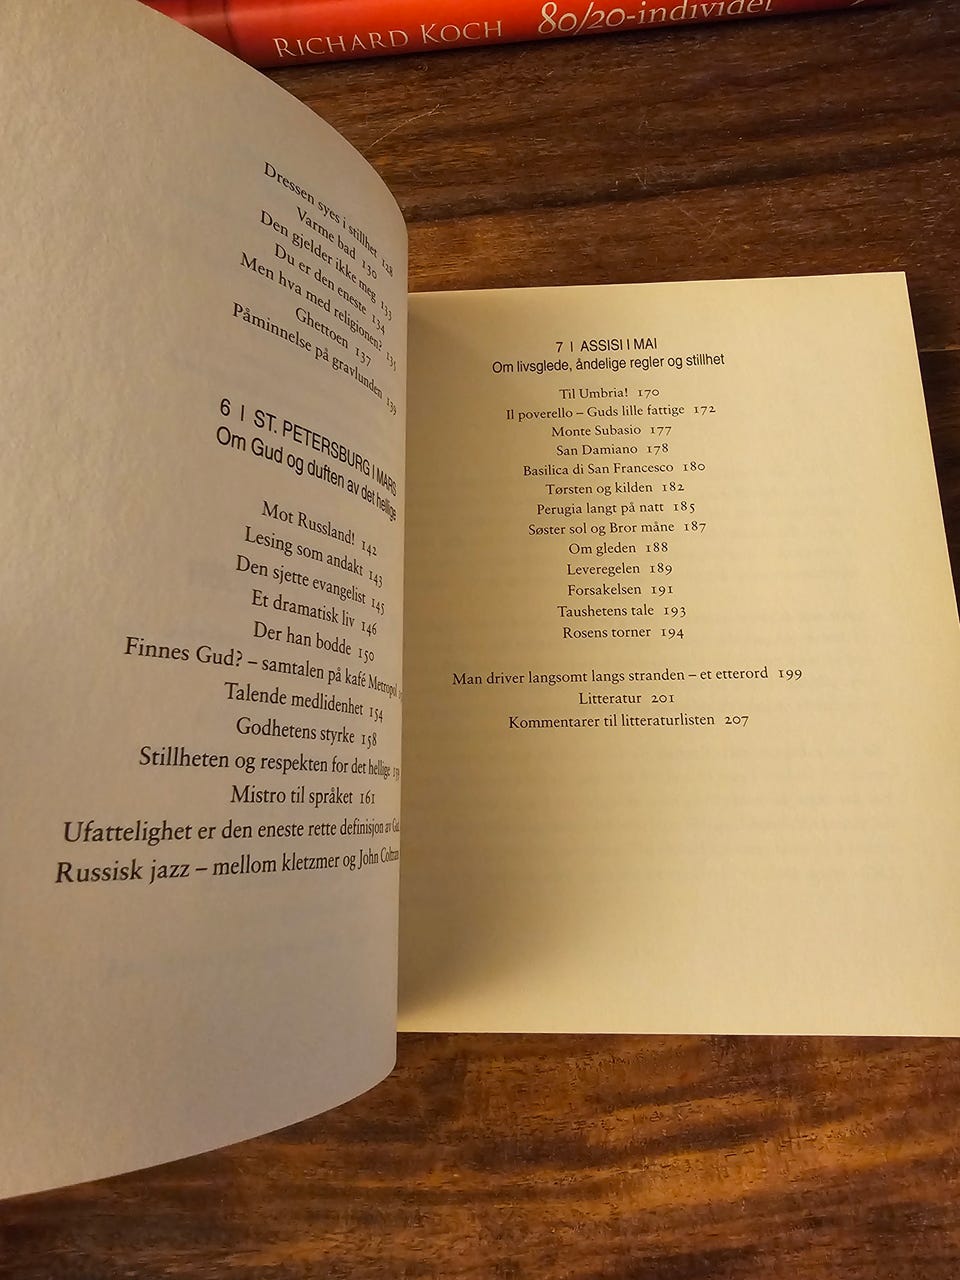 RICHARD KOCH 80/20-individet
Dressen syes i stillhet 128
Varme bad 130
Den gjelder ikke meg 133
Du er den eneste 134
Men hva med religionen? 135
Ghettoen 137
Påminnelse på gravlunden 139
6 | ST. PETERSBURG I MARS
Om Gud og duften av det hellige
Mot Russland! 142
Lesing som andakt 143
Den sjette evangelist 145
Et dramatisk liv 146
Der han bodde 150
Finnes Gud? – samtalen på kafé Metropol
Talende medlidenhet 154
Godhetens styrke 158
Stillheten og respekten for det hellige
Mistro til språket 161
Ufattelighet er den eneste rette definisjon av
Russisk jazz – mellom kletzmer og John
7 | ASSISI I MAI
Om livsglede, åndelige regler og stillhet
Til Umbria! 170
Il poverello – Guds lille fattige 172
Monte Subasio 177
San Damiano 178
Basilica di San Francesco 180
Tørsten og kilden 182
Perugia langt på natt 185
Søster sol og Bror måne 187
Om gleden 188
Leveregelen 189
Forsakelsen 191
Taushetens tale 193
Rosens torner 194
Man driver langsomt langs stranden – et etterord 199
Litteratur 201
Kommentarer til litteraturlisten 207